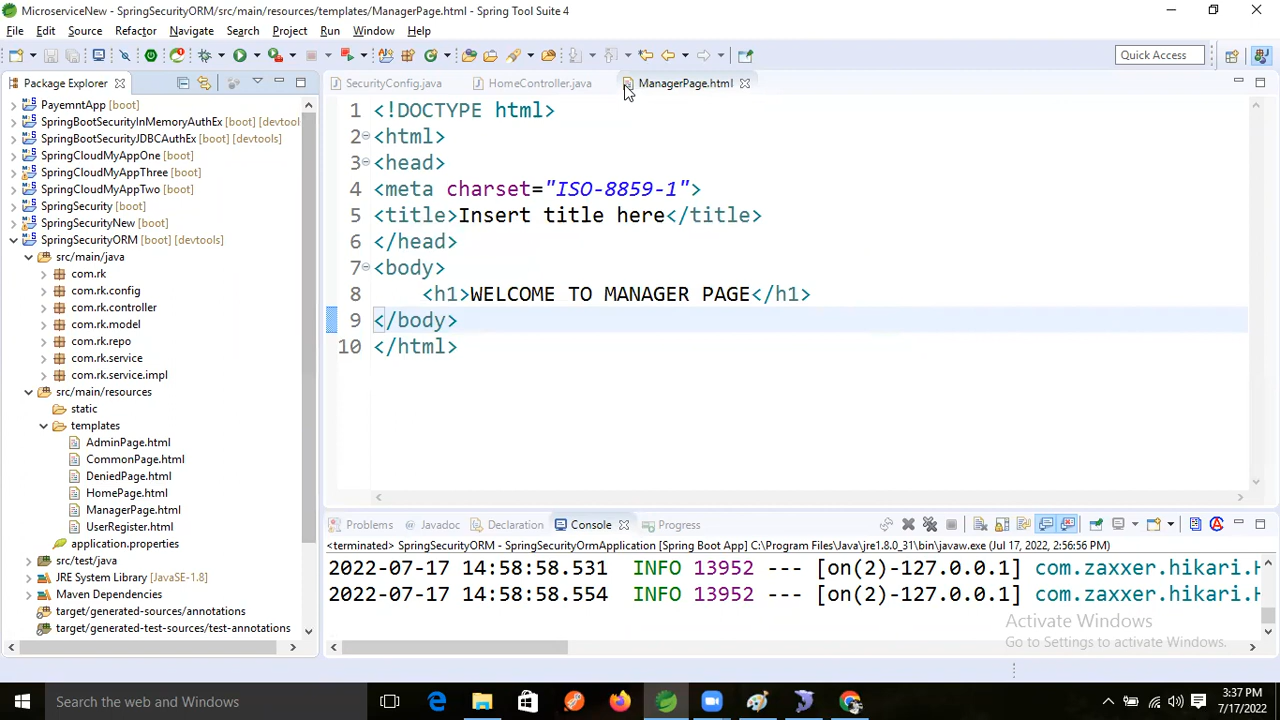 MicroserviceNew - SpringSecurityORM/src/main/resources/templates/ManagerPage.html - Spring Tool Suite 4
File Edit Source Refactor Navigate Search Project Run Window Help
Quick Access
Package Explorer
SecurityConfig.java HomeController.java ManagerPage.html
PayemntApp [boot]
SpringBootSecurityInMemoryAuthEx [boot] [devtool
SpringBootSecurityJDBCAuthEx [boot] [devtools]
SpringCloudMyAppOne [boot]
SpringCloudMyAppThree [boot]
SpringCloudMyAppTwo [boot]
SpringSecurity [boot]
SpringSecurityNew [boot]
SpringSecurityORM [boot] [devtools]
src/main/java
com.rk
com.rk.config
com.rk.controller
com.rk.model
com.rk.repo
com.rk.service
com.rk.service.impl
src/main/resources
static
templates
AdminPage.html
CommonPage.html
DeniedPage.html
HomePage.html
ManagerPage.html
UserRegister.html
application.properties
src/test/java
JRE System Library [JavaSE-1.8]
Maven Dependencies
target/generated-sources/annotations
target/generated-test-sources/test-annotations
1 <!DOCTYPE html>
2 <html>
3 <head>
4 <meta charset="ISO-8859-1">
5 <title>Insert title here</title>
6 </head>
7 <body>
8 <h1>WELCOME TO MANAGER PAGE</h1>
9 </body>
10 </html>
Problems Javadoc Declaration Console Progress
<terminated> SpringSecurityORM - SpringSecurityOrmApplication [Spring Boot App] C:\Program Files\Java\jre1.8.0_31\bin\javaw.exe (Jul 17, 2022, 2:56:56 PM)
2022-07-17 14:58:58.531 INFO 13952 --- [on(2)-127.0.0.1] com.zaxxer.hikari.H
2022-07-17 14:58:58.554 INFO 13952 --- [on(2)-127.0.0.1] com.zaxxer.hikari.H
Activate Windows
Go to Settings to activate Windows.
Search the web and Windows
3:37 PM
7/17/2022